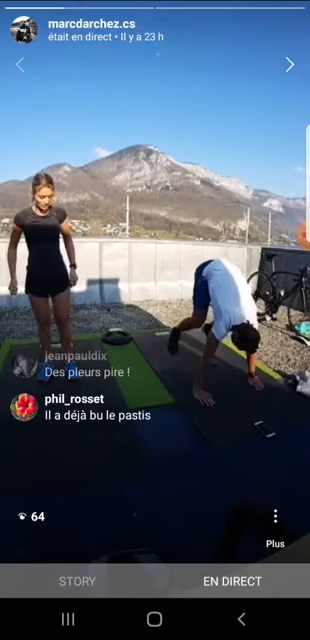 marcdarchez.cs
était en direct • Il y a 23 h
jeanpauldix
Des pleurs pire !
phil_rosset
Il a déjà bu le pastis
64
Plus
STORY
EN DIRECT